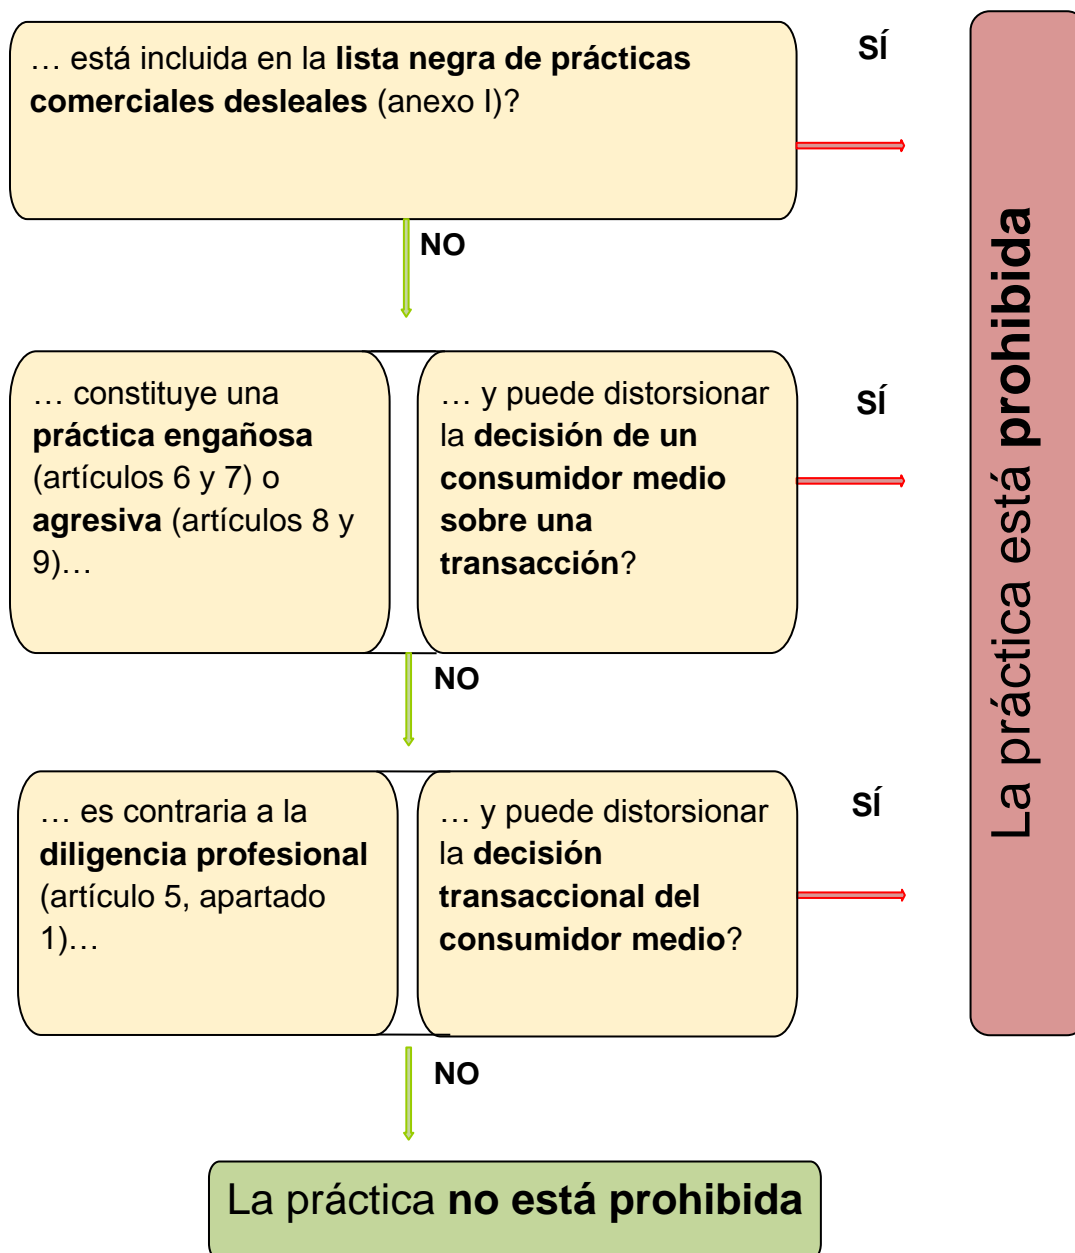 … está incluida en la lista negra de prácticas
comerciales desleales (anexo I)?
SÍ
NO
… constituye una
práctica engañosa
(artículos 6 y 7) o
agresiva (artículos 8 y
9)…
… y puede distorsionar
la decisión de un
consumidor medio
sobre una
transacción?
SÍ
NO
… es contraria a la
diligencia profesional
(artículo 5, apartado
1)…
… y puede distorsionar
la decisión
transaccional del
consumidor medio?
SÍ
NO
La práctica está prohibida
La práctica no está prohibida